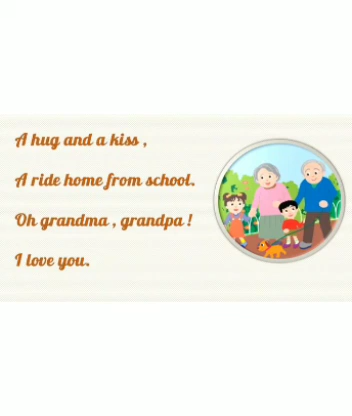 A hug and a kiss ,
A ride home from school.
Oh grandma , grandpa !
I love you.